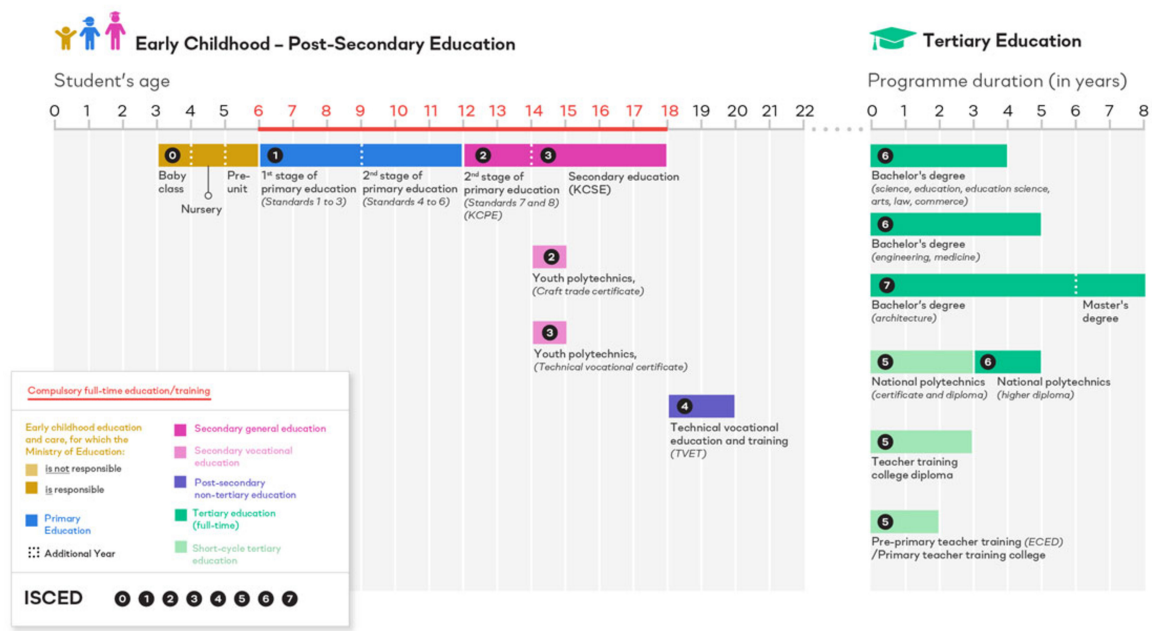 Early Childhood – Post-Secondary Education
Student's age
0 1 2 3 4 5 6 7 8 9 10 11 12 13 14 15 16 17 18 19 20 21 22
0
1
2
3
Baby
class
Nursery
Pre-
unit
1st stage of
primary education
(Standards 1 to 3)
2nd stage of
primary education
(Standards 4 to 6)
2nd stage of
primary education
(Standards 7 and 8)
(KCPE)
Secondary education
(KCSE)
2
Youth polytechnics,
(Craft trade certificate)
3
Youth polytechnics,
(Technical vocational certificate)
4
Technical vocational
education and training
(TVET)
Tertiary Education
Programme duration (in years)
0 1 2 3 4 5 6 7 8
6
Bachelor's degree
(science, education, education science,
arts, law, commerce)
6
Bachelor's degree
(engineering, medicine)
7
Bachelor's degree
(architecture)
Master's
degree
5
6
National polytechnics
(certificate and diploma)
National polytechnics
(higher diploma)
5
Teacher training
college diploma
5
Pre-primary teacher training (ECED)
/Primary teacher training college
Compulsory full-time education/training
Early childhood education
and care, for which the
Ministry of Education:
is not responsible
is responsible
Primary
Education
Additional Year
Secondary general education
Secondary vocational
education
Post-secondary
non-tertiary education
Tertiary education
(full-time)
Short-cycle tertiary
education
ISCED 0 1 2 3 4 5 6 7